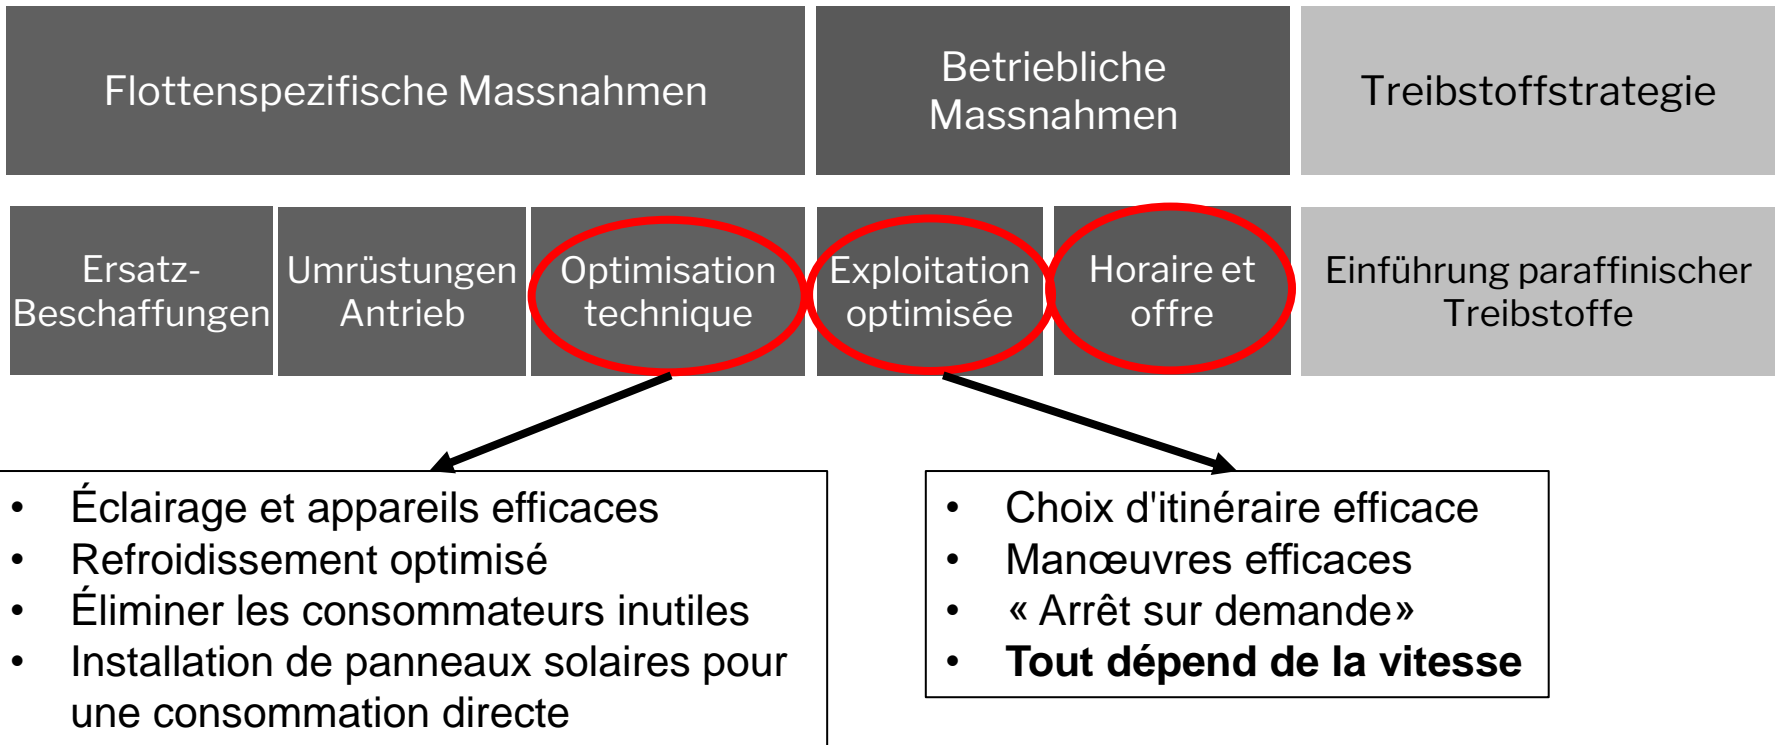 Flottenspezifische Massnahmen
Betriebliche
Massnahmen
Treibstoffstrategie
Ersatz-
Beschaffungen
Umrüstungen
Antrieb
Optimisation
technique
Exploitation
optimisée
Horaire et
offre
Einführung paraffinischer
Treibstoffe
• Éclairage et appareils efficaces
• Refroidissement optimisé
• Éliminer les consommateurs inutiles
• Installation de panneaux solaires pour
une consommation directe
• Choix d'itinéraire efficace
• Manœuvres efficaces
• « Arrêt sur demande»
• Tout dépend de la vitesse